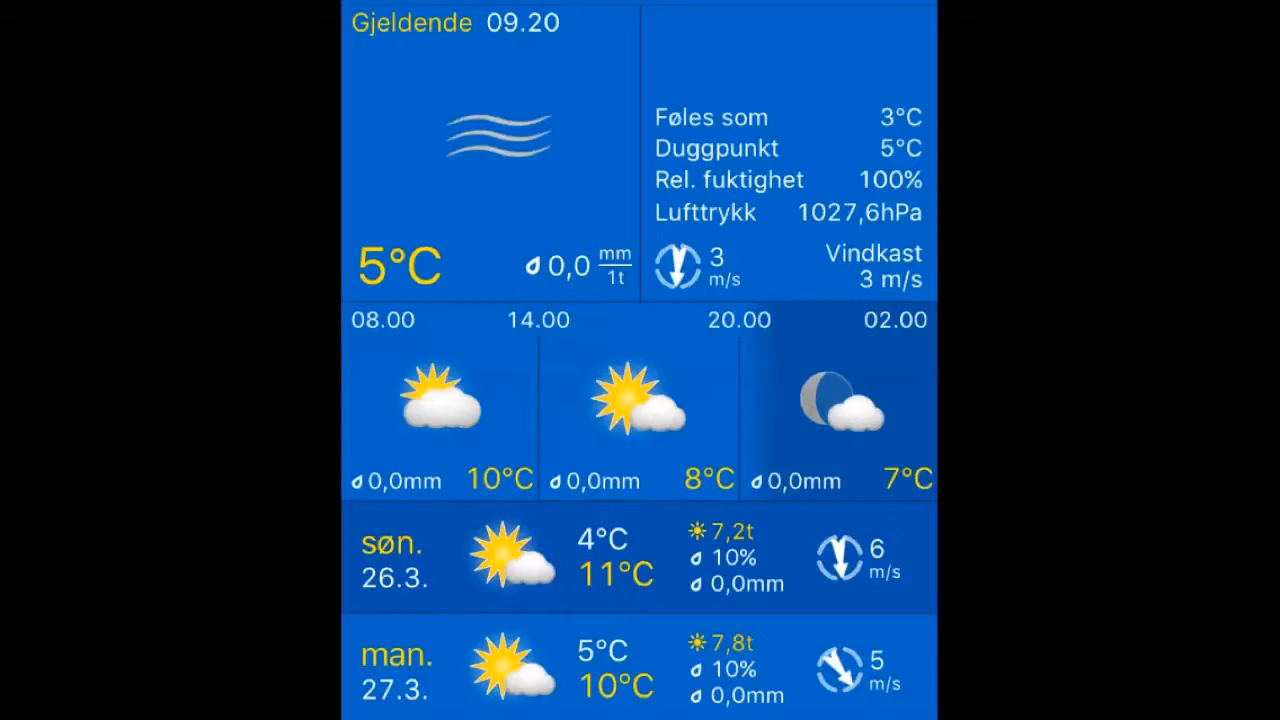 Gjeldende 09.20
Føles som 3°C
Duggpunkt 5°C
Rel. fuktighet 100%
Lufttrykk 1027,6hPa
5°C 0,0 mm/1t
3 m/s
Vindkast
3 m/s
08.00 14.00 20.00 02.00
0,0mm 10°C 0,0mm 8°C 0,0mm 7°C
søn.
26.3.
4°C
11°C
7,2t
10%
0,0mm
6
m/s
man.
27.3.
5°C
10°C
7,8t
10%
0,0mm
5
m/s